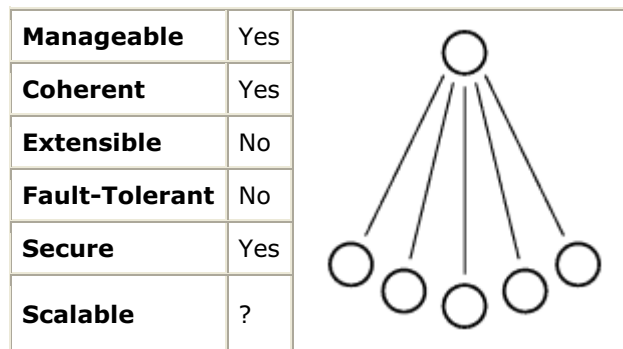 Manageable Yes
Coherent Yes
Extensible No
Fault-Tolerant No
Secure Yes
Scalable ?